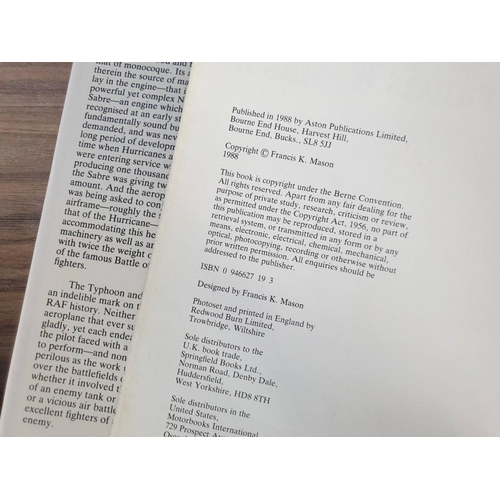 that of monocoque. Its
therein the source of ma
lay in the engine—that i
powerful yet complex N
Sabre—an engine which
recognised at an early st
fundamentally sound bu
demanded, and was nev
long period of developm
time when Hurricanes a
were entering service w
producing one thousand
the Sabre was giving tw
amount. And the aerop
was being asked to con
airframe—roughly the s
that of the Hurricane—
accommodating this he
machinery as well as ar
with twice the weight o
of the famous Battle o
fighters.
The Typhoon and
an indelible mark on t
RAF history. Neither
aeroplane that ever su
gladly, yet each ende
the pilot faced with a
to perform—and non
perilous as the work
over the battlefields
whether it involved th
of an enemy tank or
or a vicious air battl
excellent fighters of
enemy.
Published in 1988 by Aston Publications Limited,
Bourne End House, Harvest Hill,
Bourne End, Bucks., SL8 5JJ
Copyright © Francis K. Mason
1988
This book is copyright under the Berne Convention.
All rights reserved. Apart from any fair dealing for the
purpose of private study, research, criticism or review,
as permitted under the Copyright Act, 1956, no part of
this publication may be reproduced, stored in a
retrieval system, or transmitted in any form or by any
means, electronic, electrical, chemical, mechanical,
optical, photocopying, recording or otherwise without
prior written permission. All enquiries should be
addressed to the publisher.
ISBN 0 946627 19 3
Designed by Francis K. Mason
Photoset and printed in England by
Redwood Burn Limited,
Trowbridge, Wiltshire
Sole distributors to the
U.K. book trade,
Springfield Books Ltd.,
Norman Road, Denby Dale,
Huddersfield,
West Yorkshire, HD8 8TH
Sole distributors in the
United States,
Motorbooks International
729 Prospect Av